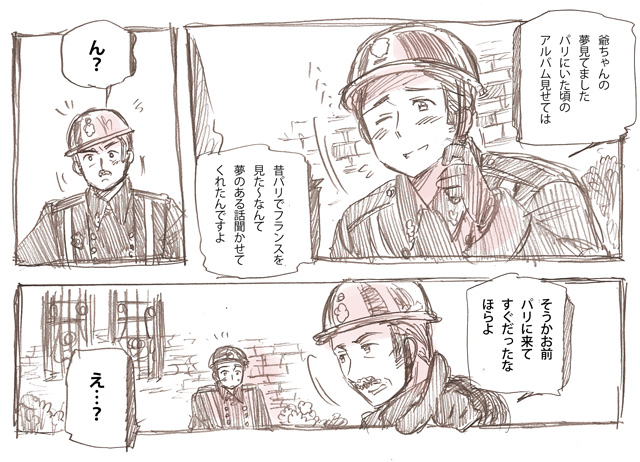 爺ちゃんの
夢見てました
パリにいた頃の
アルバム見せては
昔パリでフランスを
見た〜なんて
夢のある話聞かせて
くれたんですよ
ん？
そうかお前
パリに来て
すぐだったな
ほらよ
え…？